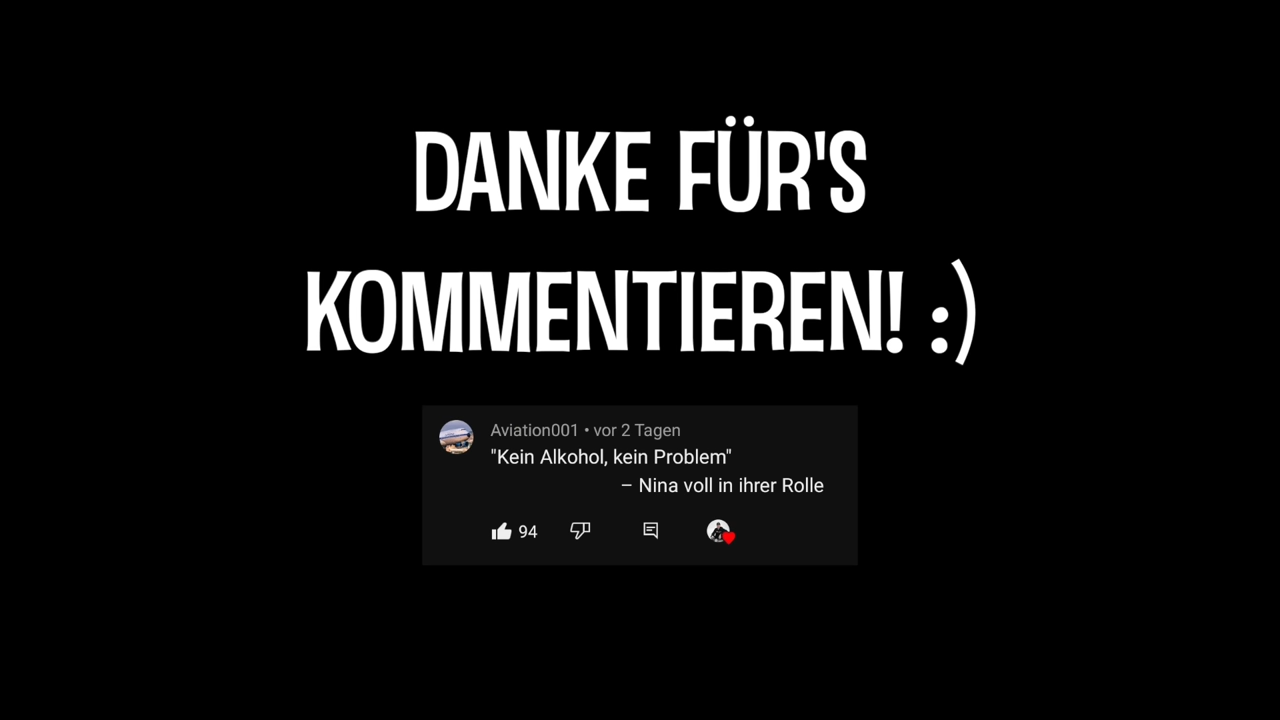 DANKE FÜR'S
KOMMENTIEREN! :)
Aviation001 • vor 2 Tagen
"Kein Alkohol, kein Problem"
– Nina voll in ihrer Rolle
94